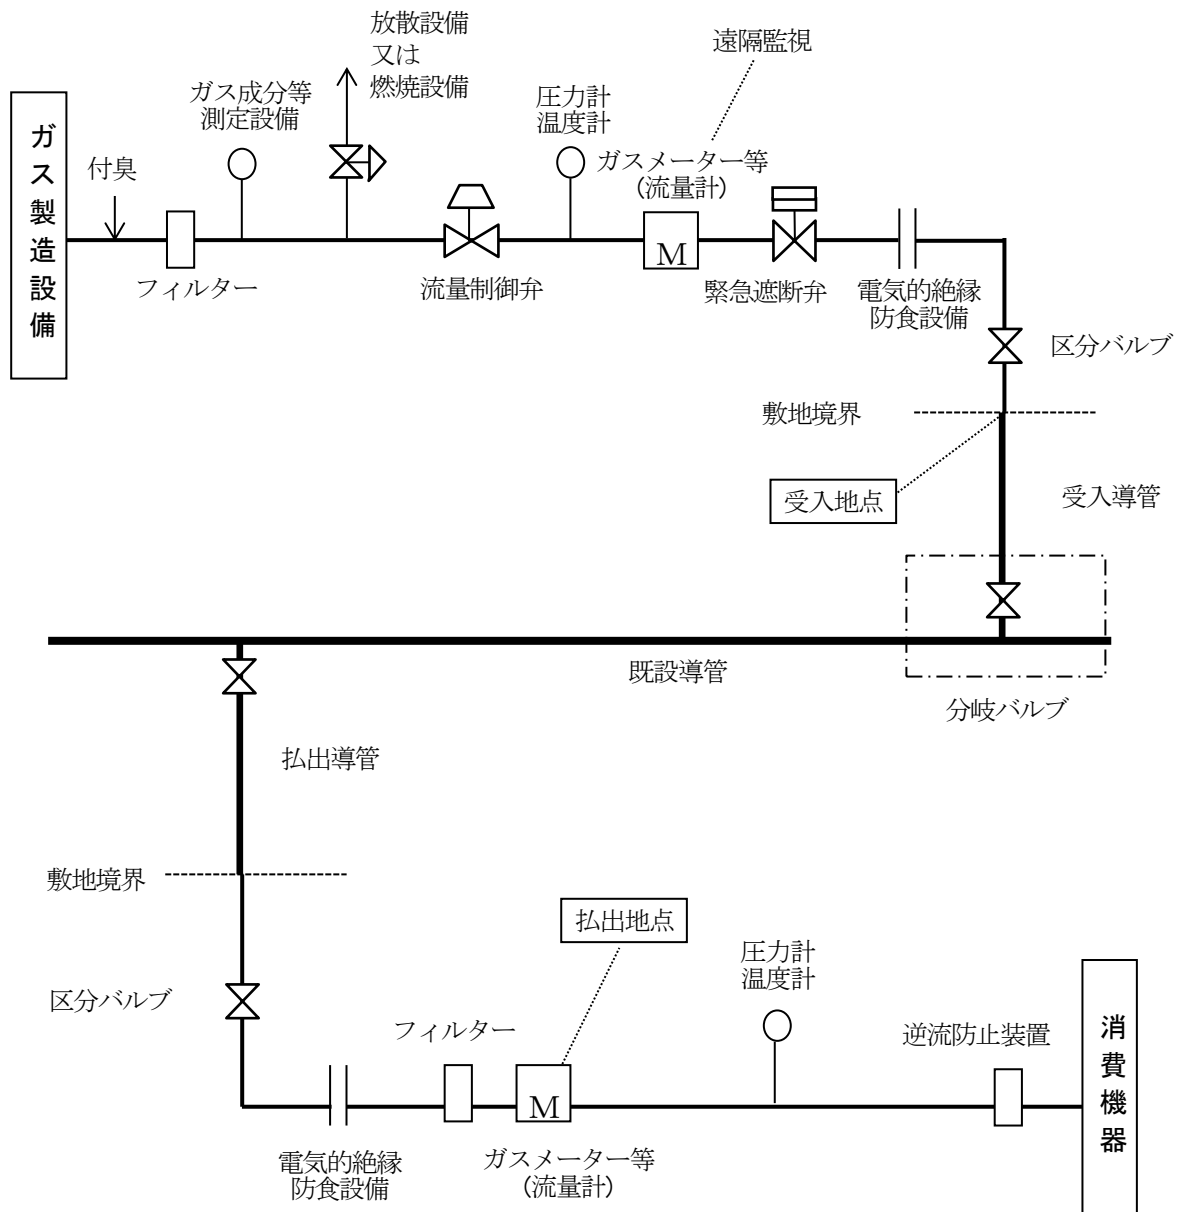 放散設備
又は
燃焼設備
遠隔監視
ガス成分等
測定設備
圧力計
温度計
ガス製造設備
付臭
ガスメーター等
(流量計)
M
フィルター
流量制御弁
緊急遮断弁
電気的絶縁
防食設備
区分バルブ
敷地境界
受入地点
受入導管
既設導管
分岐バルブ
払出導管
敷地境界
払出地点
区分バルブ
フィルター
圧力計
温度計
逆流防止装置
消費機器
M
電気的絶縁
防食設備
ガスメーター等
(流量計)